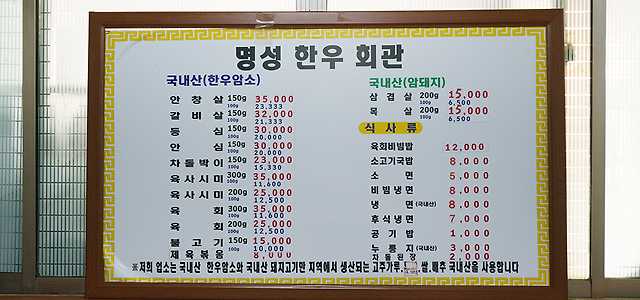 명성 한우 회관
국내산(한우암소)
안창살 150g 35,000
100g 23,333
갈비살 150g 32,000
100g 21,333
등심 150g 30,000
100g 20,000
안심 150g 30,000
100g 20,000
차돌박이 150g 23,000
100g 15,330
육사시미 300g 35,000
100g 11,600
육사시미 200g 25,000
100g 12,500
육회 300g 35,000
100g 11,600
육회 200g 25,000
100g 12,500
불고기 150g 15,000
100g 10,000
제육볶음 8,000
국내산(암돼지)
삼겹살 200g 15,000
100g 6,500
목살 200g 15,000
100g 6,500
식사류
육회비빔밥 12,000
소고기국밥 8,000
소면 5,000
비빔냉면 8,000
냉면(국내산) 8,000
후식냉면 7,000
공기밥 1,000
누룽지(국내산) 3,000
차돌된장 2,000
※저희 업소는 국내산 한우암소와 국내산 돼지고기만 지역에서 생산되는 고추가루, 쌀,배추 국내산을 사용합니다